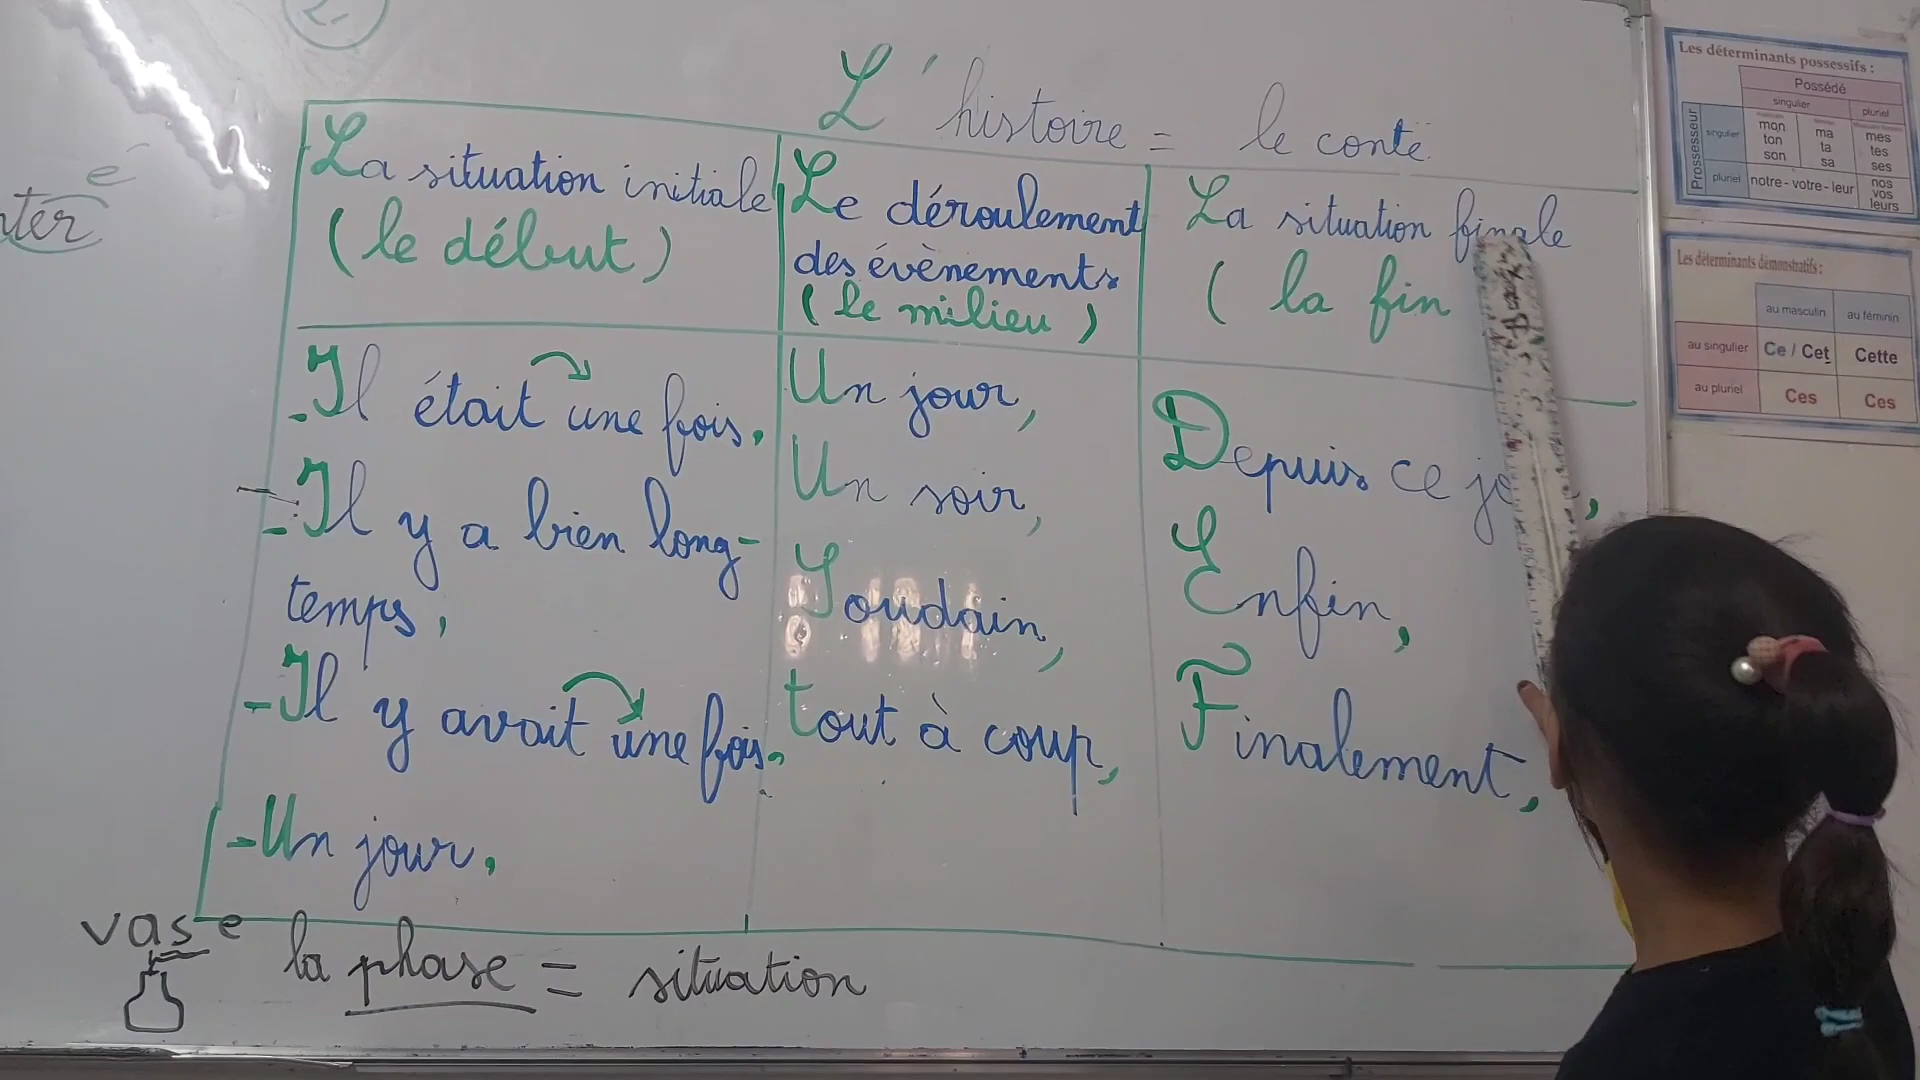 2.
L'histoire = le conte.
La situation initiale
(le début)
Le déroulement
des évènements
(le milieu)
La situation finale
( la fin
- Il était une fois,
- Il y a bien long-
temps,
- Il y avait une fois,
- Un jour,
Un jour,
Un soir,
Soudain,
tout à coup,
Depuis ce
Enfin,
Finalement,
é
vase
la phase = situation
Les déterminants possessifs :
Possédé
singulier
pluriel
Prossesseur
singulier
mon
ton
son
ma
ta
sa
mes
tes
ses
pluriel
notre - votre - leur
nos
vos
leurs
Les déterminants démonstratifs :
au masculin
au féminin
au singulier
Ce / Cet
Cette
au pluriel
Ces
Ces